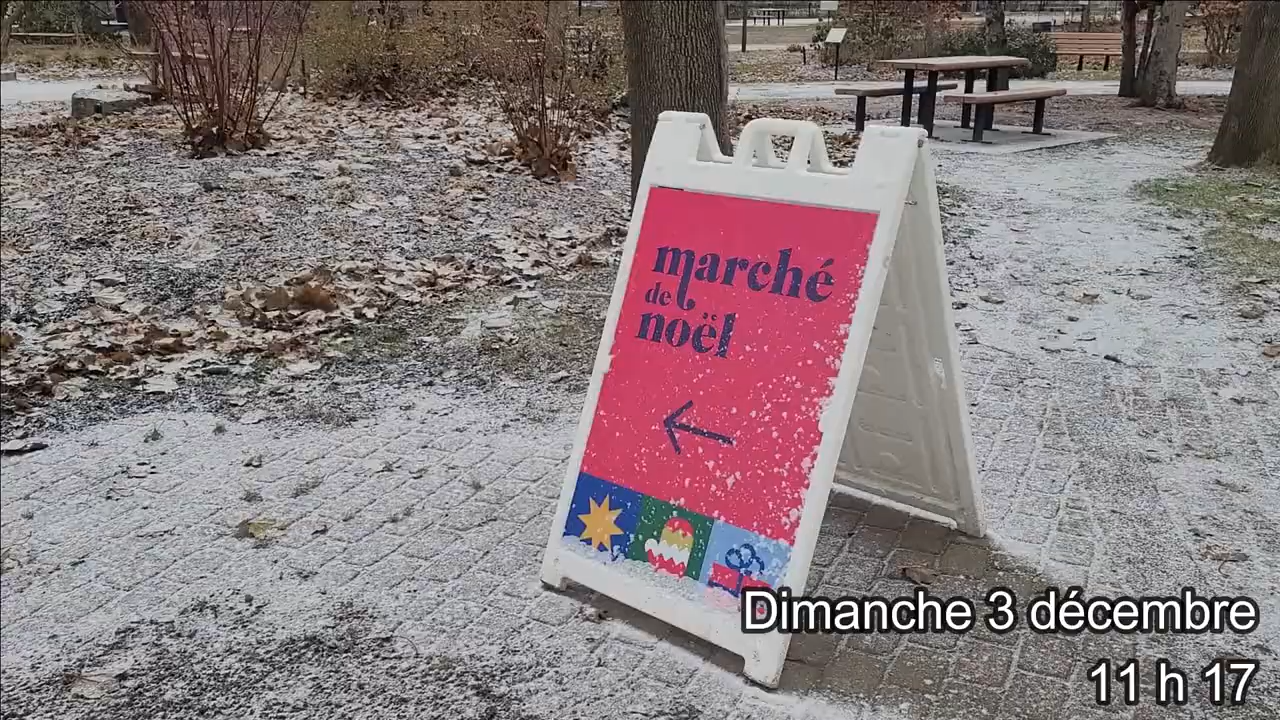 marché
de
noël
Dimanche 3 décembre
11 h 17